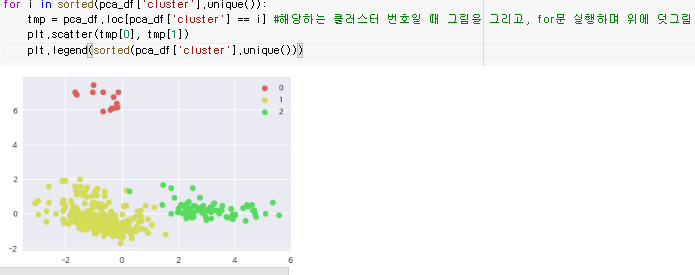 for i in sorted(pca_df['cluster'].unique()):
    tmp = pca_df.loc[pca_df['cluster'] == i] #해당하는 클러스터 번호일 때 그림을 그리고, for문 실행하며 위에 덧그림
    plt.scatter(tmp[0], tmp[1])
    plt.legend(sorted(pca_df['cluster'].unique()))
0
1
2
6
4
2
0
-2
-2 0 2 4 6